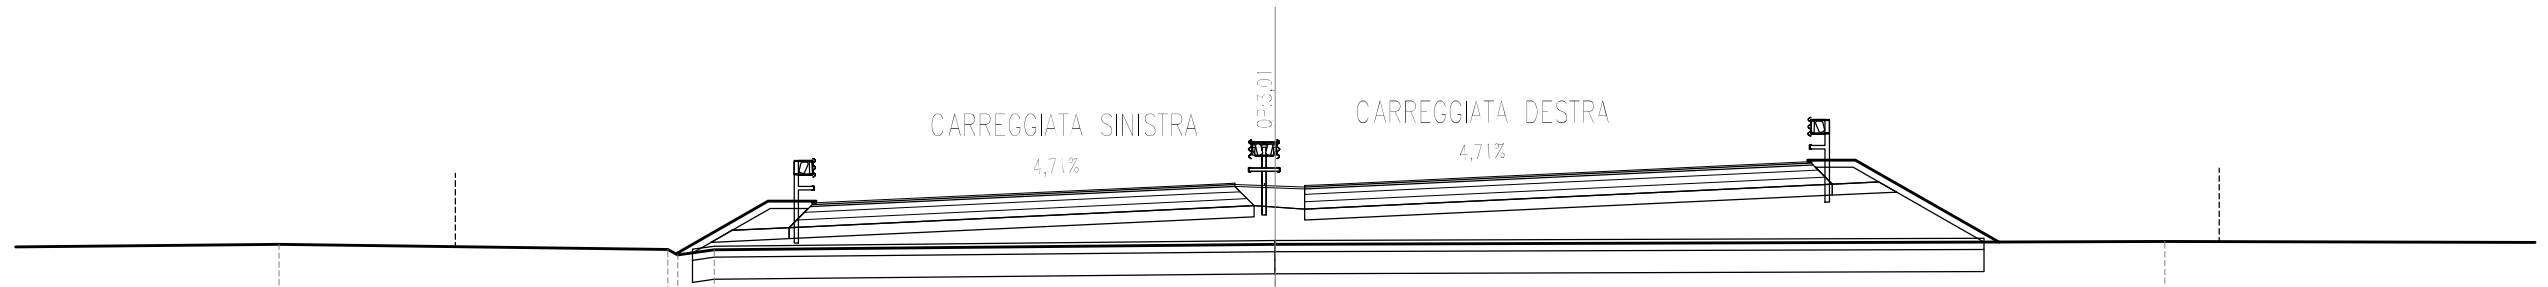 CARREGGIATA SINISTRA
4,71%
CARREGGIATA DESTRA
4,71%